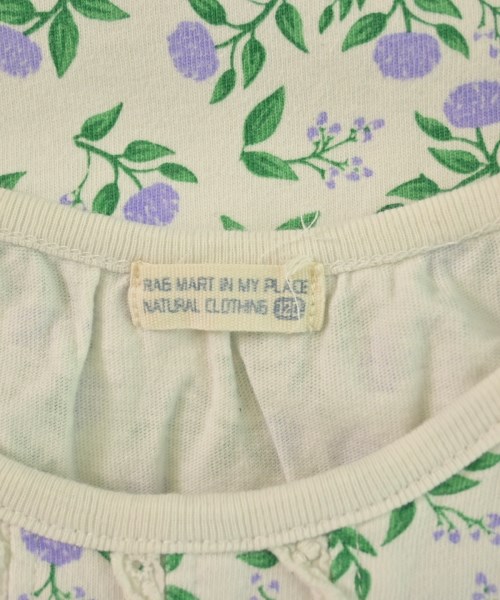 RAG MART IN MY PLACE
NATURAL CLOTHING 120